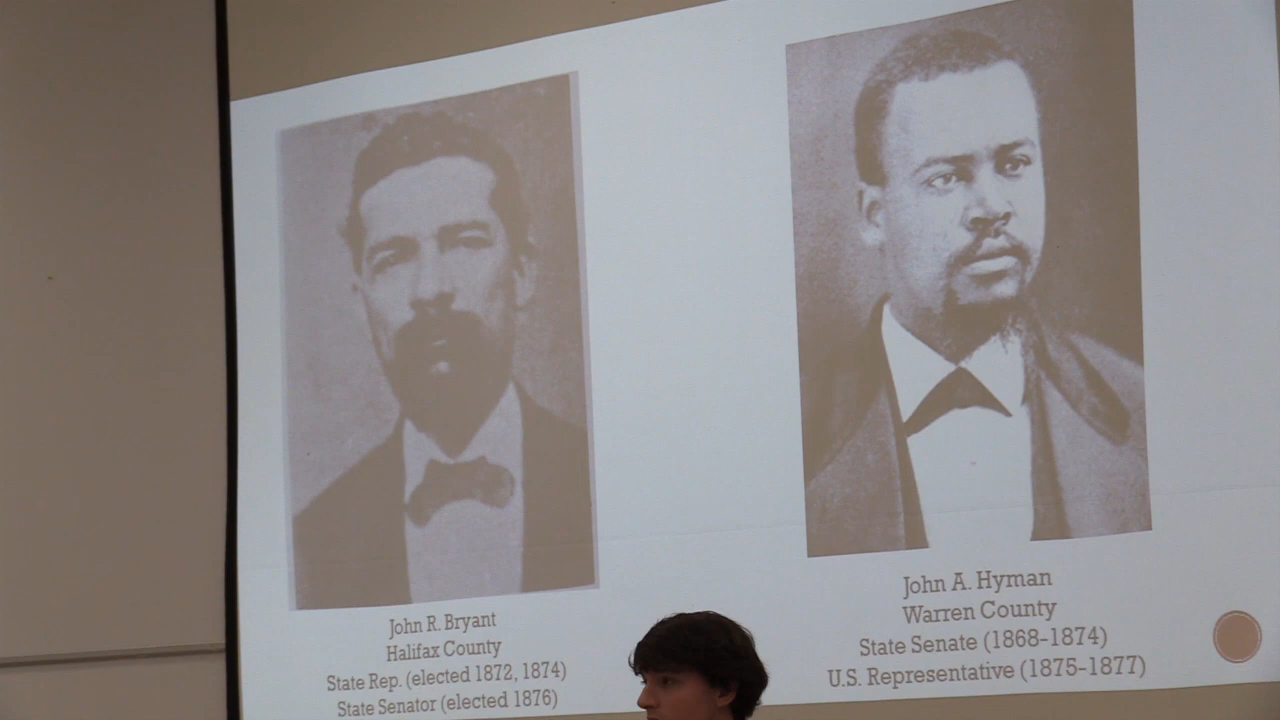 John R. Bryant
Halifax County
State Rep. (elected 1872, 1874)
State Senator (elected 1876)
John A. Hyman
Warren County
State Senate (1868-1874)
U.S. Representative (1875-1877)